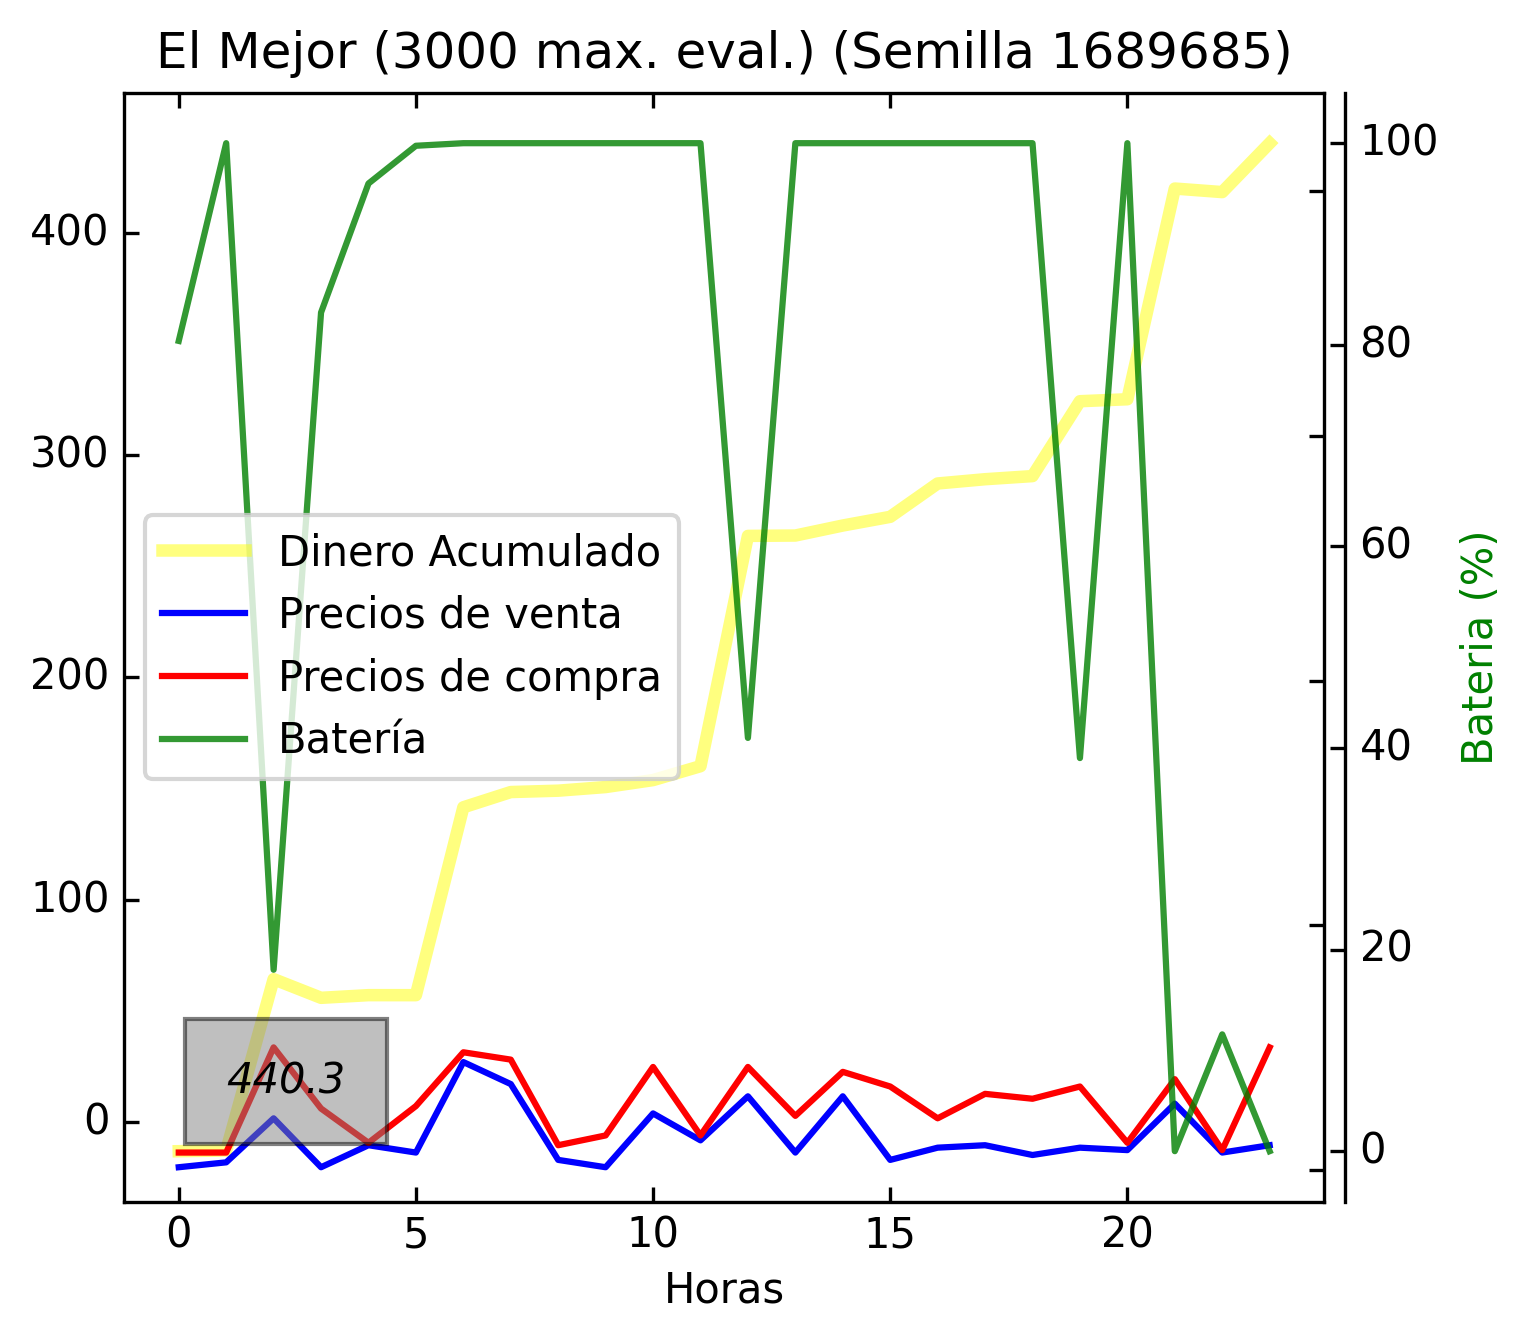 El Mejor (3000 max. eval.) (Semilla 1689685)
400
300
200
100
0
Dinero Acumulado
Precios de venta
Precios de compra
Batería
440.3
100
80
60
40
20
0
Bateria (%)
0 5 10 15 20
Horas